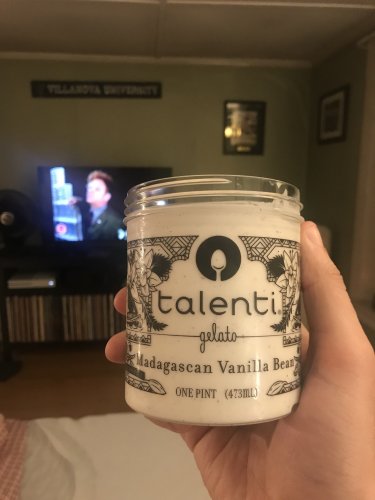 VILLANOVA UNIVERSITY
talenti
gelato
Madagascan Vanilla Bean
ONE PINT (473mL)